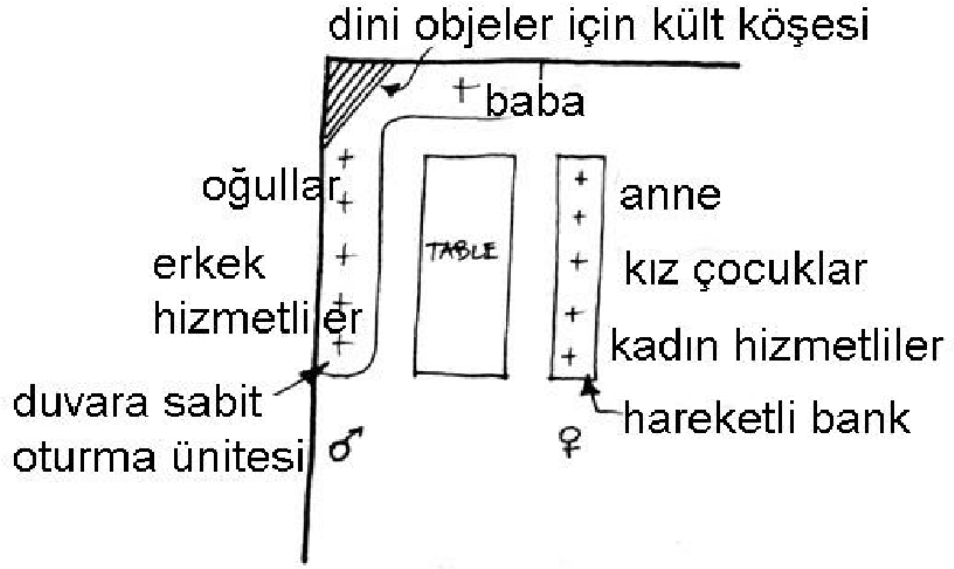 dini objeler için kült köşesi
baba
oğullar
anne
TABLE
erkek
hizmetliler
kız çocuklar
kadın hizmetliler
duvara sabit
oturma ünitesi
hareketli bank